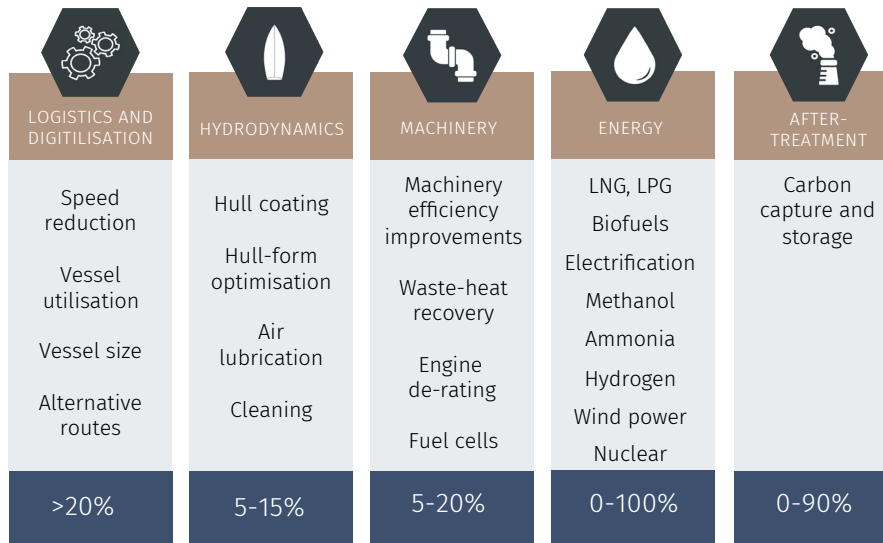 LOGISTICS AND
DIGITILISATION
Speed
reduction
Vessel
utilisation
Vessel size
Alternative
routes
>20%
HYDRODYNAMICS
Hull coating
Hull-form
optimisation
Air
lubrication
Cleaning
5-15%
MACHINERY
Machinery
efficiency
improvements
Waste-heat
recovery
Engine
de-rating
Fuel cells
5-20%
ENERGY
LNG, LPG
Biofuels
Electrification
Methanol
Ammonia
Hydrogen
Wind power
Nuclear
0-100%
AFTER-
TREATMENT
Carbon
capture and
storage
0-90%